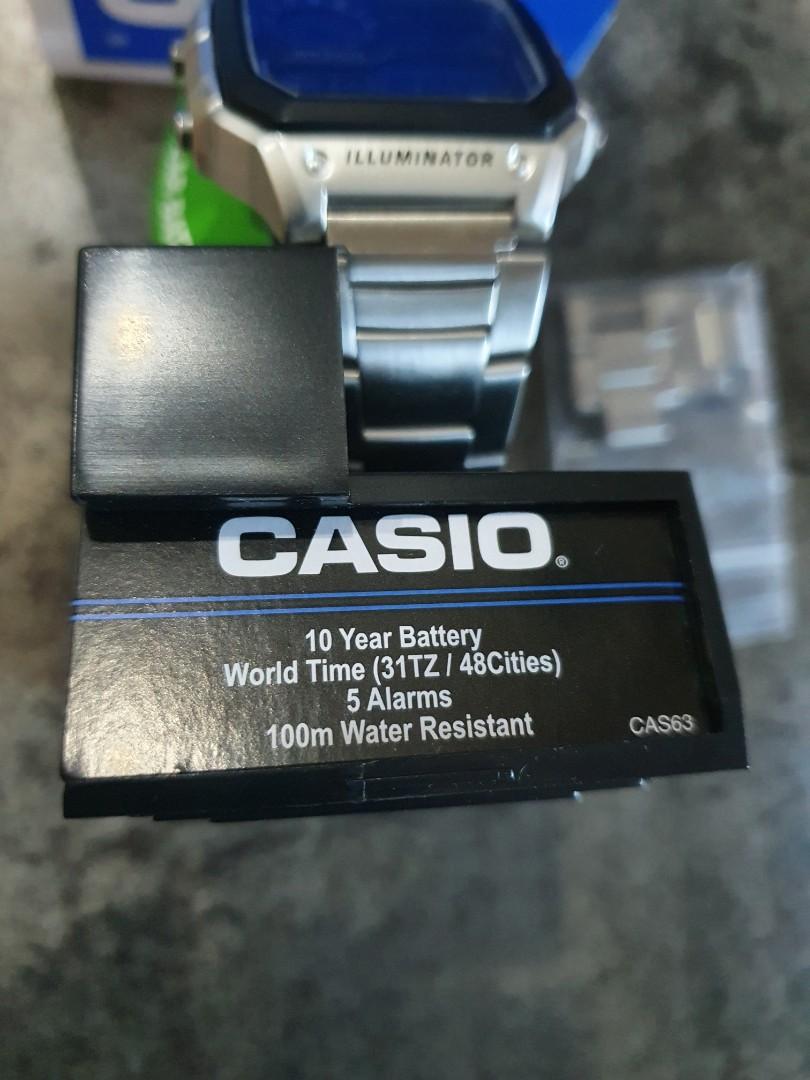 ILLUMINATOR
CASIO®
10 Year Battery
World Time (31TZ / 48Cities)
5 Alarms
100m Water Resistant
CAS63